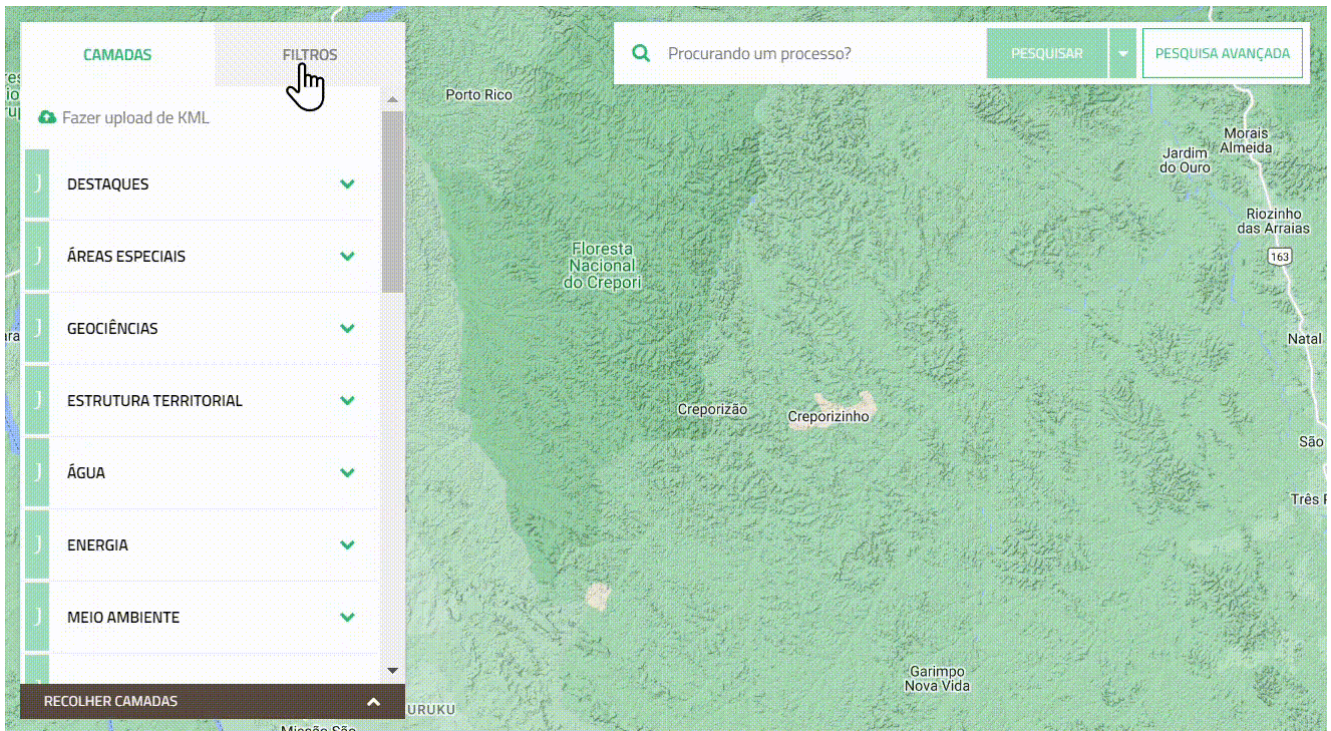 CAMADAS
FILTROS
Procurando um processo?
PESQUISAR
PESQUISA AVANÇADA
Fazer upload de KML
DESTAQUES
ÁREAS ESPECIAIS
GEOCIÊNCIAS
ESTRUTURA TERRITORIAL
ÁGUA
ENERGIA
MEIO AMBIENTE
RECOLHER CAMADAS
Porto Rico
Morais
Almeida
Jardim
do Ouro
Riozinho
das Arraias
163
Floresta
Nacional
do Crepori
Natal
Creporizão
Creporizinho
São
Três
Garimpo
Nova Vida
URUKU